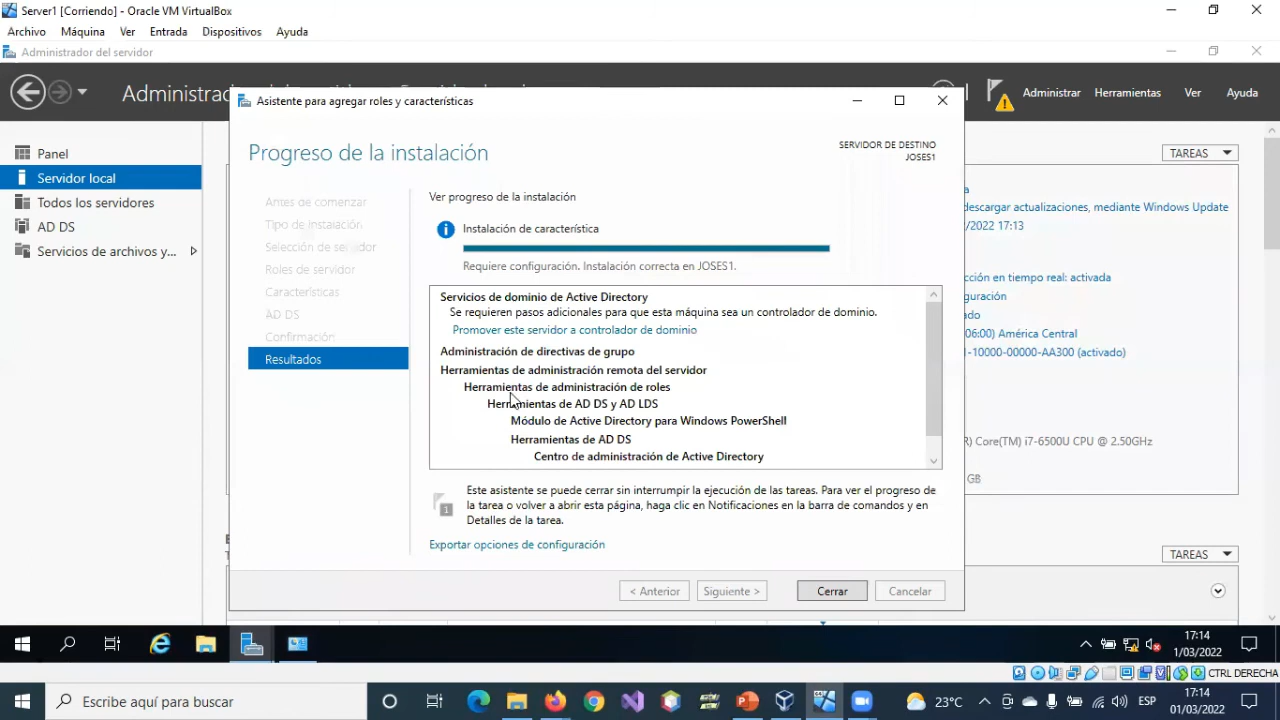 Server1 [Corriendo] - Oracle VM VirtualBox
Archivo Máquina Ver Entrada Dispositivos Ayuda
Administrador del servidor
Administrar Herramientas Ver Ayuda
Asistente para agregar roles y características
Panel
Servidor local
Todos los servidores
AD DS
Servicios de archivos y...
Progreso de la instalación
SERVIDOR DE DESTINO
JOSES1
Antes de comenzar
Tipo de instalación
Selección de servidor
Roles de servidor
Características
AD DS
Confirmación
Resultados
Ver progreso de la instalación
Instalación de característica
Requiere configuración. Instalación correcta en JOSES1.
Servicios de dominio de Active Directory
Se requieren pasos adicionales para que esta máquina sea un controlador de dominio.
Promover este servidor a controlador de dominio
Administración de directivas de grupo
Herramientas de administración remota del servidor
Herramientas de administración de roles
Herramientas de AD DS y AD LDS
Módulo de Active Directory para Windows PowerShell
Herramientas de AD DS
Centro de administración de Active Directory
1
Este asistente se puede cerrar sin interrumpir la ejecución de las tareas. Para ver el progreso de
la tarea o volver a abrir esta página, haga clic en Notificaciones en la barra de comandos y en
Detalles de la tarea.
Exportar opciones de configuración
< Anterior Siguiente > Cerrar Cancelar
TAREAS
descargar actualizaciones, mediante Windows Update
/2022 17:13
cción en tiempo real: activada
guración
ado
-06:00) América Central
1-10000-00000-AA300 (activado)
R) Core(TM) i7-6500U CPU @ 2.50GHz
GB
TAREAS
17:14
1/03/2022
CTRL DERECHA
Escribe aquí para buscar
23°C
ESP
17:14
01/03/2022